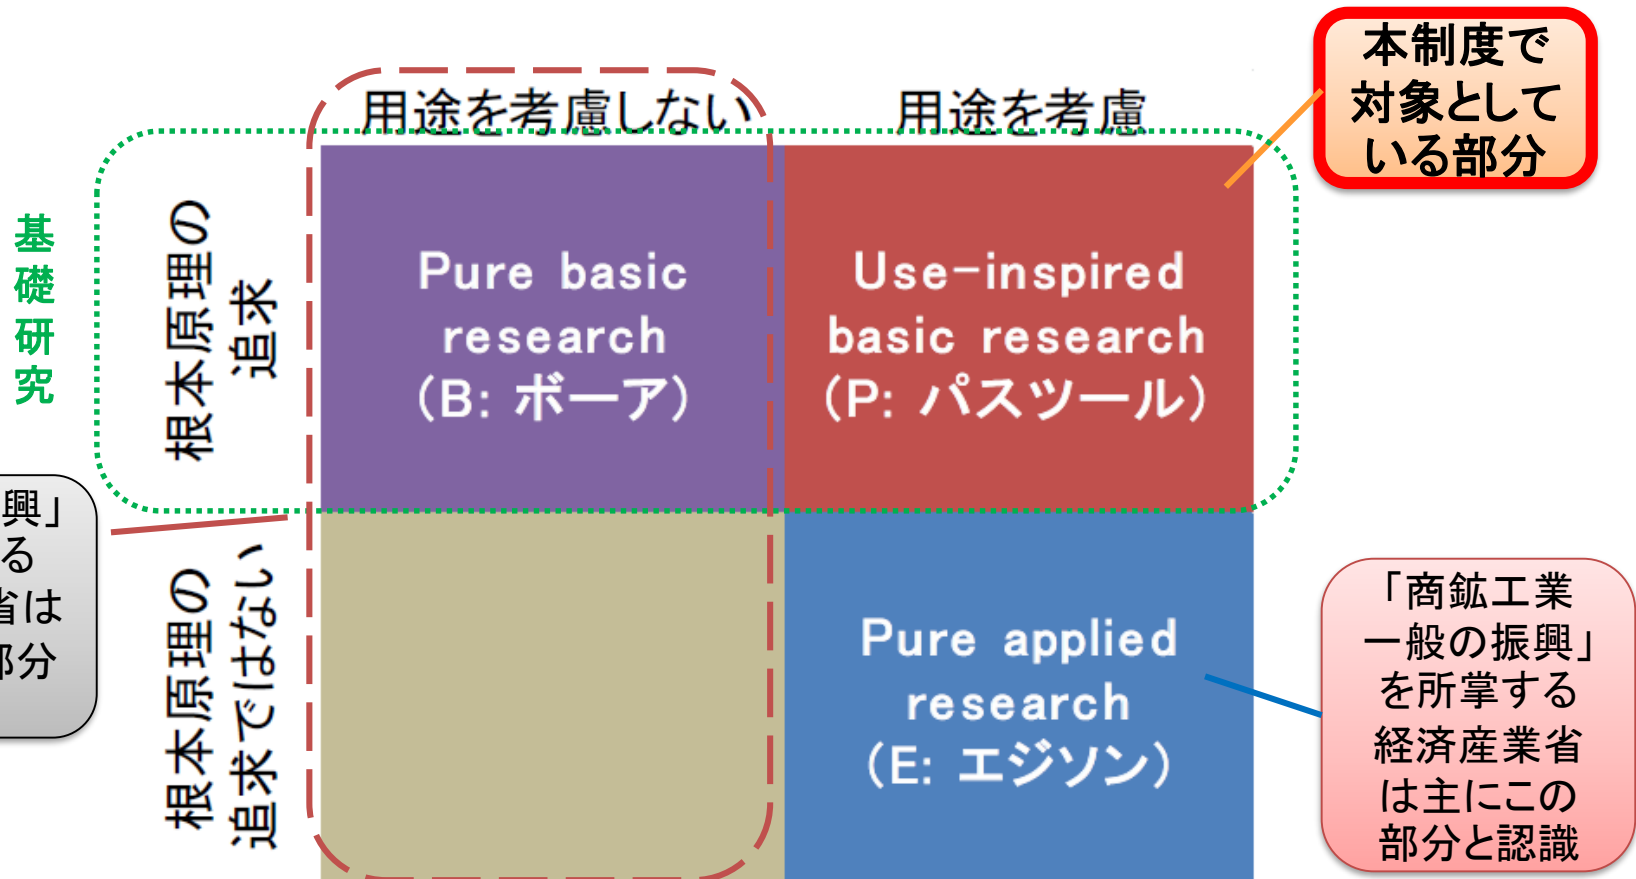 本制度で
対象として
いる部分
用途を考慮しない
用途を考慮
基礎研究
根本原理の
追求
Pure basic
research
(B: ボーア)
Use-inspired
basic research
(P: パスツール)
興」
る
省は
部分
根本原理の
追求ではない
Pure applied
research
(E: エジソン)
「商鉱工業
一般の振興」
を所掌する
経済産業省
は主にこの
部分と認識